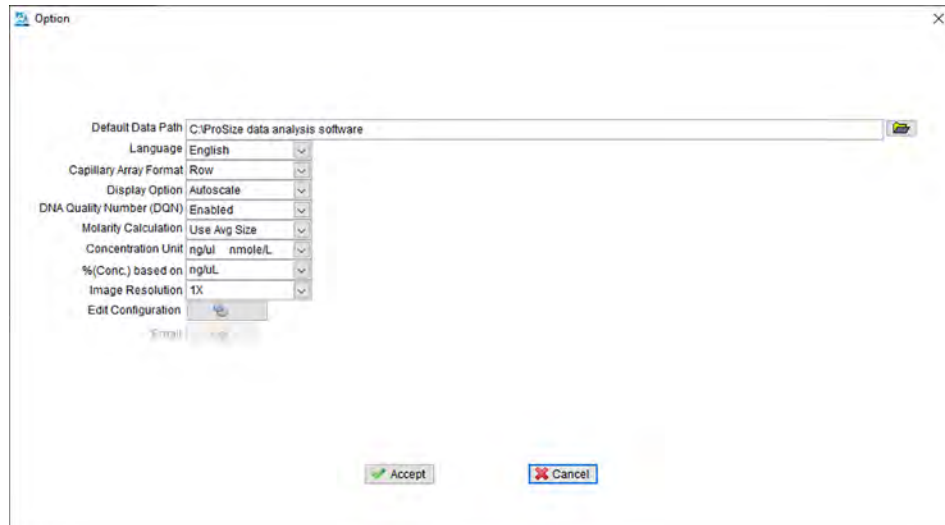 Option
Default Data Path C:\ProSize data analysis software
Language English
Capillary Array Format Row
Display Option Autoscale
DNA Quality Number (DQN) Enabled
Molarity Calculation Use Avg Size
Concentration Unit ng/ul nmole/L
%(Conc.) based on ng/uL
Image Resolution 1X
Edit Configuration
Email
Accept Cancel